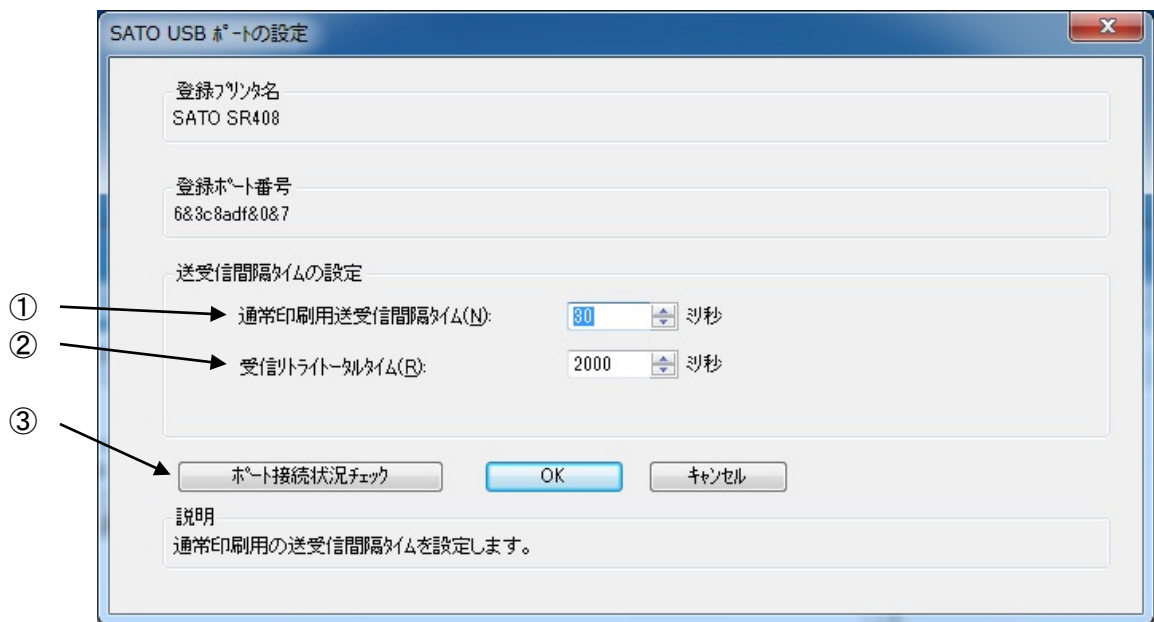 SATO USB ﾎﾟｰﾄの設定
登録ﾌﾟﾘﾝﾀ名
SATO SR408
登録ﾎﾟｰﾄ番号
6&3c8adf&0&7
送受信間隔ﾀｲﾑの設定
① 通常印刷用送受信間隔ﾀｲﾑ(N): 30 ﾐﾘ秒
② 受信ﾘﾄﾗｲﾄｰﾀﾙﾀｲﾑ(R): 2000 ﾐﾘ秒
③ ﾎﾟｰﾄ接続状況ﾁｪｯｸ OK ｷｬﾝｾﾙ
説明
通常印刷用の送受信間隔ﾀｲﾑを設定します。